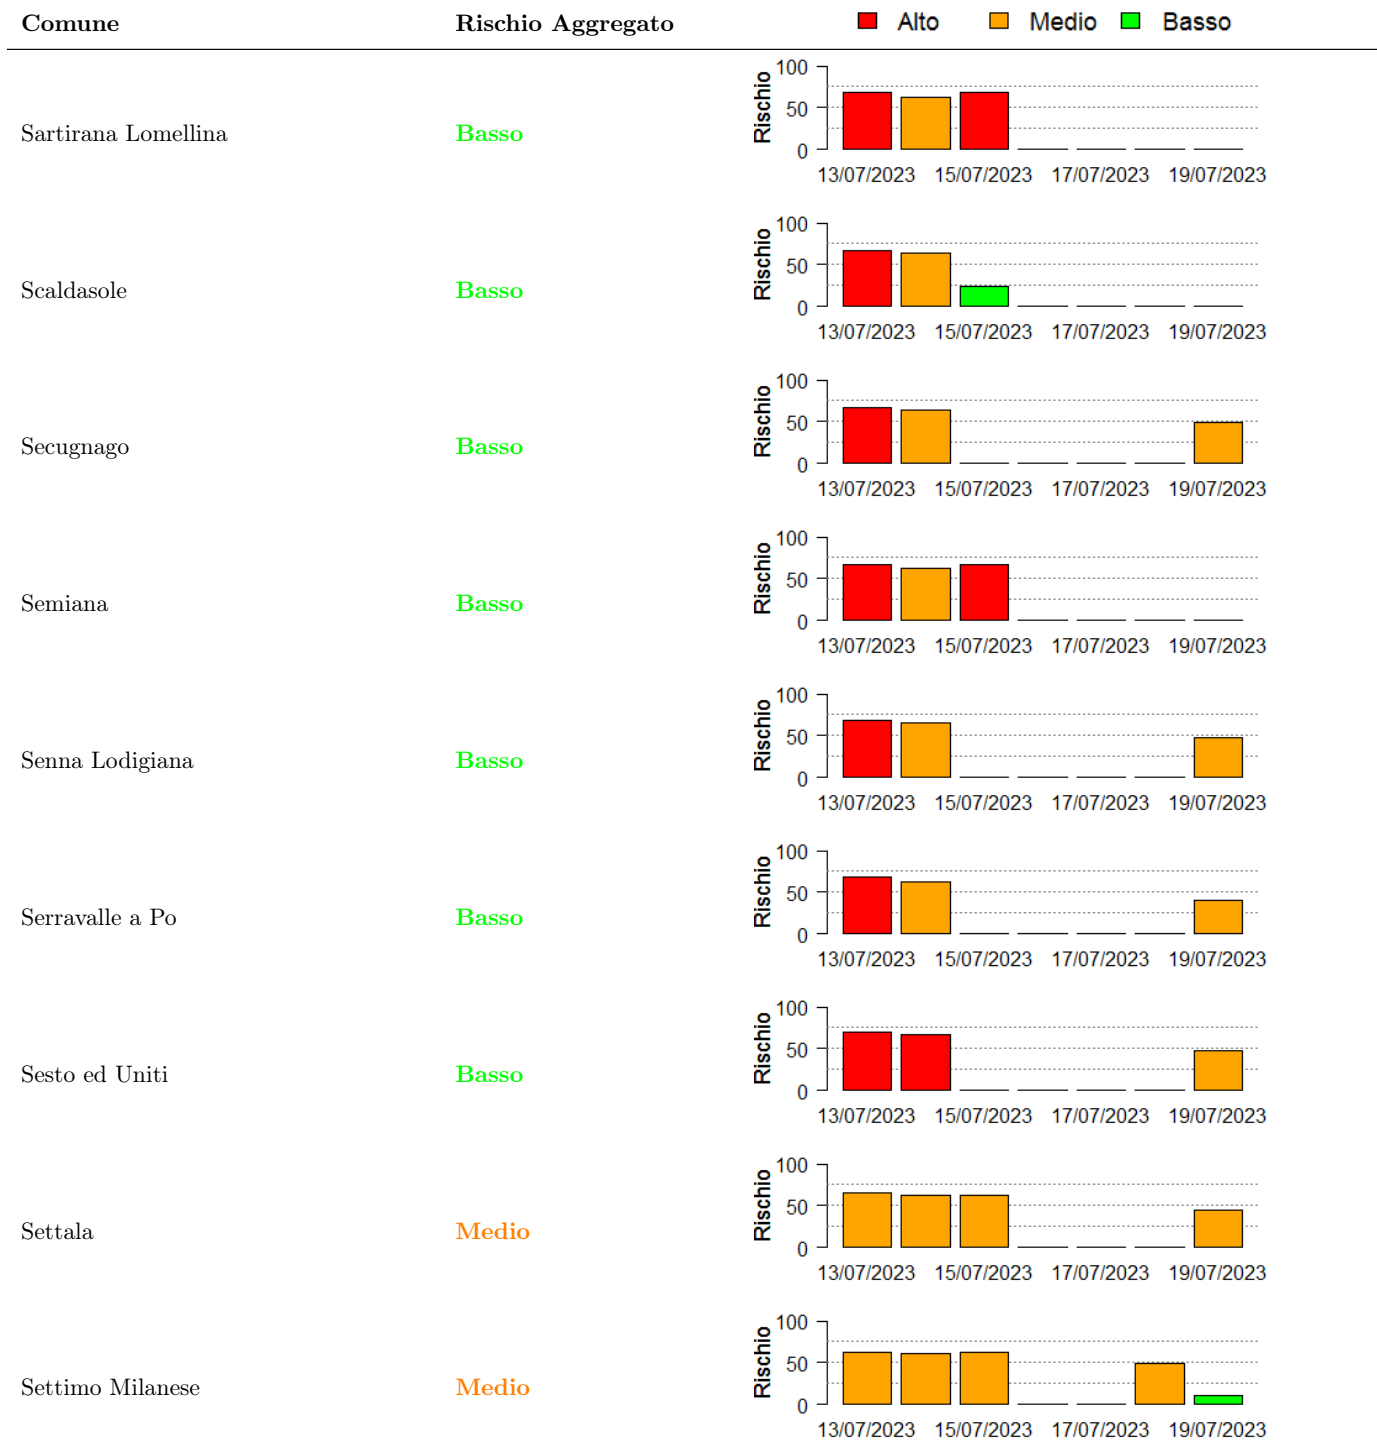 Comune Rischio Aggregato Alto Medio Basso
Sartirana Lomellina Basso Rischio 100 50 0
13/07/2023 15/07/2023 17/07/2023 19/07/2023
Scaldasole Basso Rischio 100 50 0
13/07/2023 15/07/2023 17/07/2023 19/07/2023
Secugnago Basso Rischio 100 50 0
13/07/2023 15/07/2023 17/07/2023 19/07/2023
Semiana Basso Rischio 100 50 0
13/07/2023 15/07/2023 17/07/2023 19/07/2023
Senna Lodigiana Basso Rischio 100 50 0
13/07/2023 15/07/2023 17/07/2023 19/07/2023
Serravalle a Po Basso Rischio 100 50 0
13/07/2023 15/07/2023 17/07/2023 19/07/2023
Sesto ed Uniti Basso Rischio 100 50 0
13/07/2023 15/07/2023 17/07/2023 19/07/2023
Settala Medio Rischio 100 50 0
13/07/2023 15/07/2023 17/07/2023 19/07/2023
Settimo Milanese Medio Rischio 100 50 0
13/07/2023 15/07/2023 17/07/2023 19/07/2023